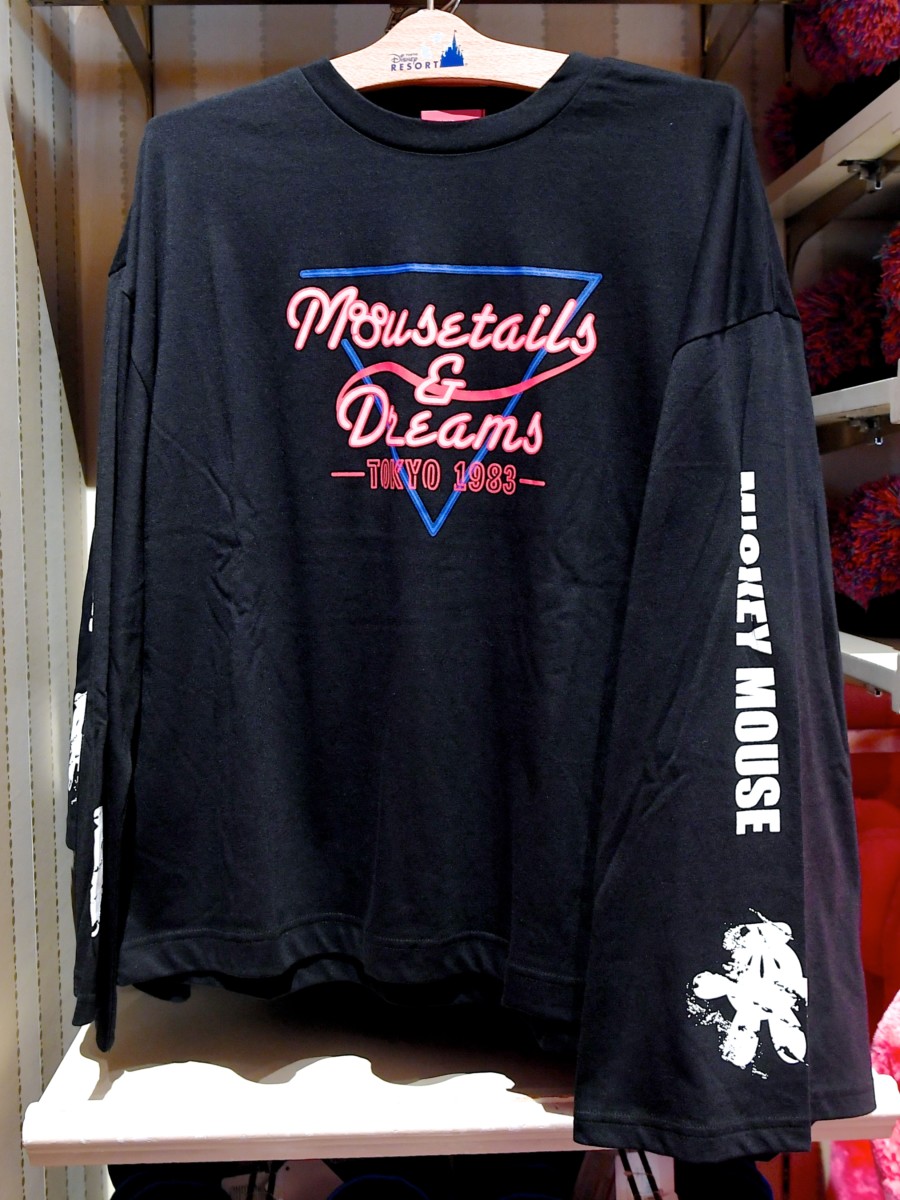 Disney
RESORT
Mousetails
&
Dreams
TOKYO 1983
MICKEY MOUSE